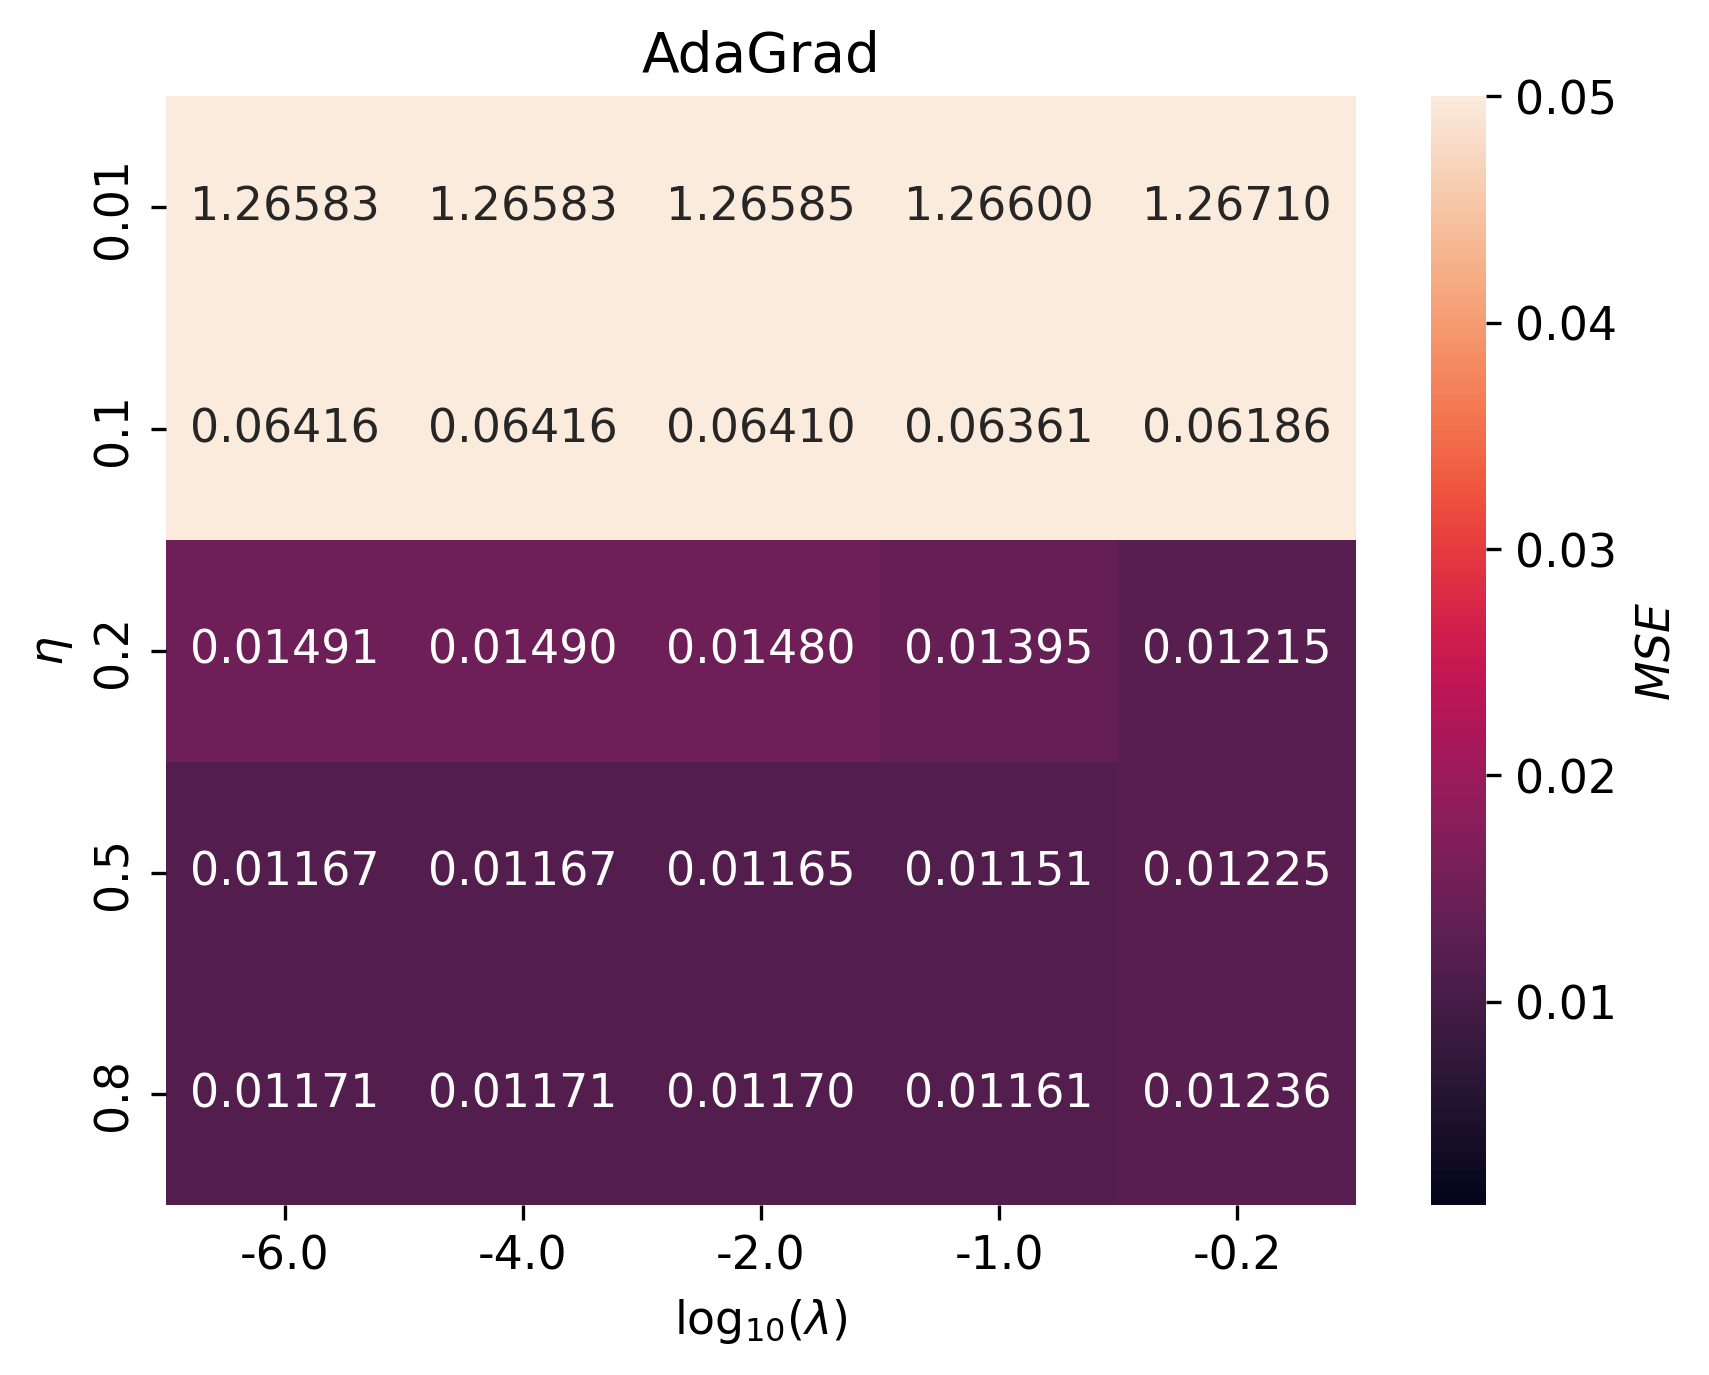 AdaGrad
0.01 1.26583 1.26583 1.26585 1.26600 1.26710
0.1 0.06416 0.06416 0.06410 0.06361 0.06186
0.2 0.01491 0.01490 0.01480 0.01395 0.01215
0.5 0.01167 0.01167 0.01165 0.01151 0.01225
0.8 0.01171 0.01171 0.01170 0.01161 0.01236
η
-6.0 -4.0 -2.0 -1.0 -0.2
log₁₀(λ)
0.05
0.04
0.03
0.02
0.01
MSE